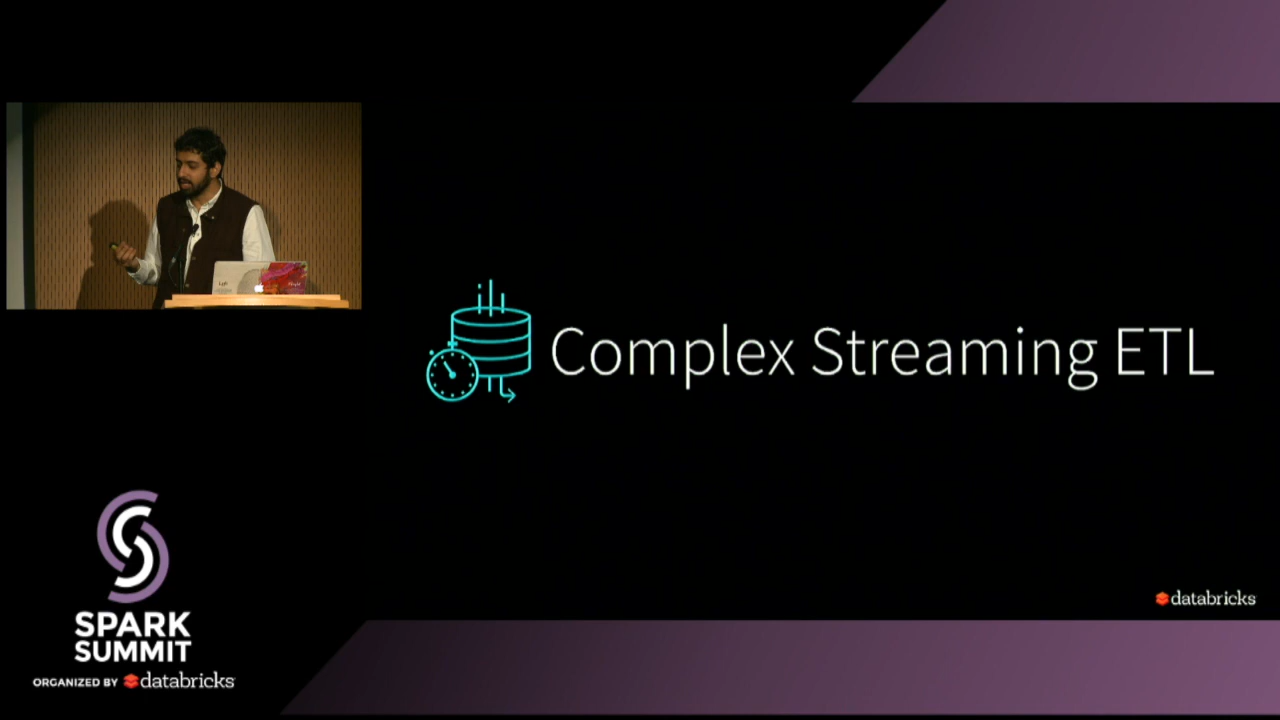 Complex Streaming ETL
databricks
SPARK
SUMMIT
ORGANIZED BY databricks